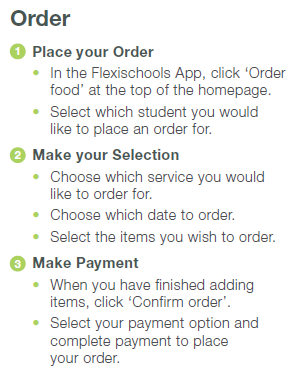 Order
1 Place your Order
• In the Flexischools App, click ‘Order
food’ at the top of the homepage.
• Select which student you would
like to place an order for.
2 Make your Selection
• Choose which service you would
like to order for.
• Choose which date to order.
• Select the items you wish to order.
3 Make Payment
• When you have finished adding
items, click ‘Confirm order’.
• Select your payment option and
complete payment to place
your order.